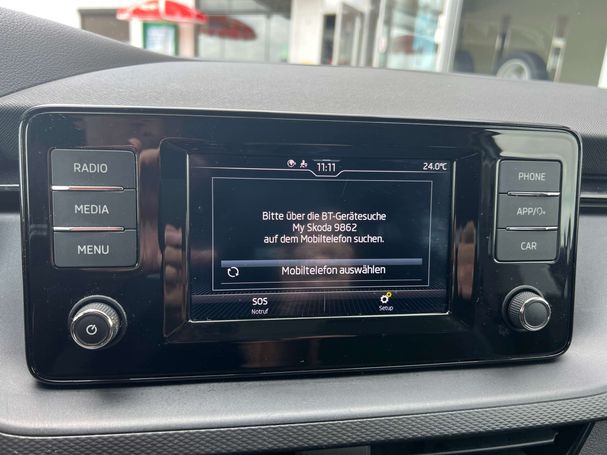 RADIO
MEDIA
MENU
11:11
24.0°C
Bitte über die BT-Gerätesuche
My Skoda 9862
auf dem Mobiltelefon suchen.
Mobiltelefon auswählen
SOS
Notruf
Setup
PHONE
APP/
CAR